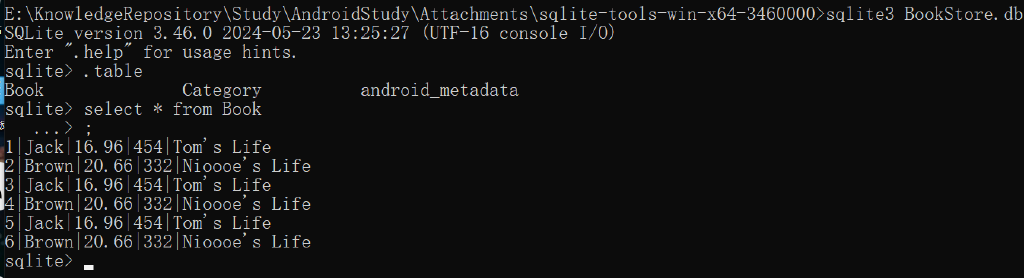 E:\KnowledgeRepository\Study\AndroidStudy\Attachments\sqlite-tools-win-x64-3460000>sqlite3 BookStore.db
SQLite version 3.46.0 2024-05-23 13:25:27 (UTF-16 console I/O)
Enter ".help" for usage hints.
sqlite> .table
Book Category android_metadata
sqlite> select * from Book
...> ;
1|Jack|16.96|454|Tom's Life
2|Brown|20.66|332|Nioooe's Life
3|Jack|16.96|454|Tom's Life
4|Brown|20.66|332|Nioooe's Life
5|Jack|16.96|454|Tom's Life
6|Brown|20.66|332|Nioooe's Life
sqlite>